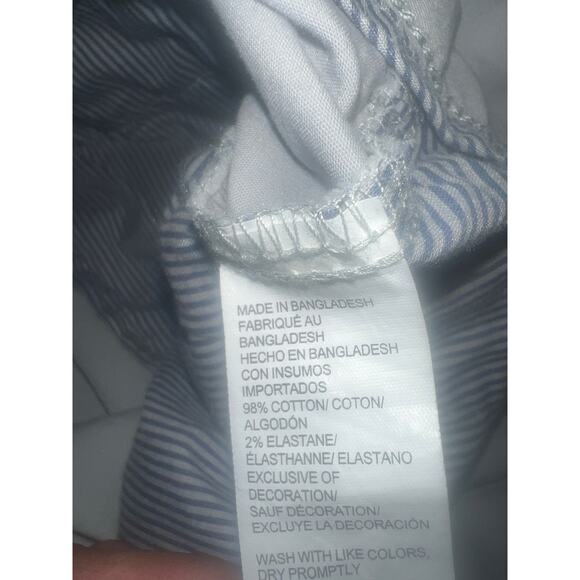 MADE IN BANGLADESH
FABRIQUÉ AU
BANGLADESH
HECHO EN BANGLADESH
CON INSUMOS
IMPORTADOS
98% COTTON/ COTON/
ALGODÓN
2% ELASTANE/
ÉLASTHANNE/ ELASTANO
EXCLUSIVE OF
DECORATION/
SAUF DÉCORATION/
EXCLUYE LA DECORACIÓN
WASH WITH LIKE COLORS,
DRY PROMPTLY